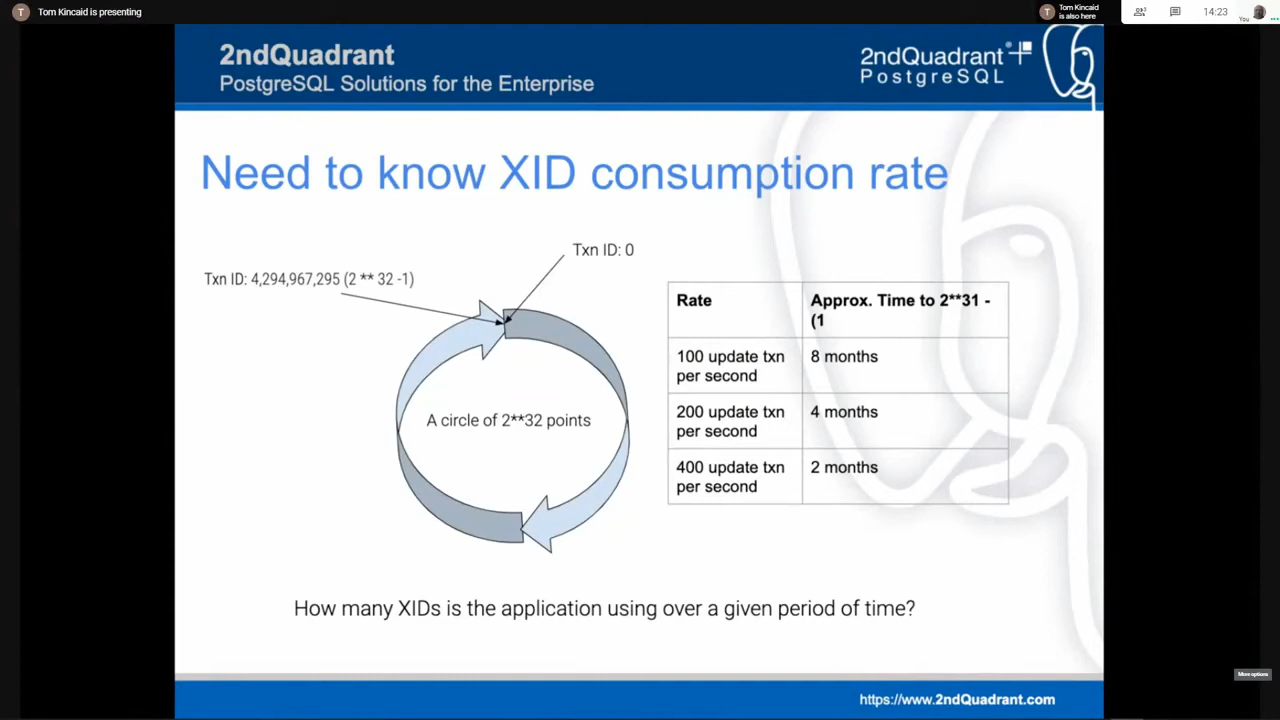 Tom Kincaid is presenting
T
T
Tom Kincaid
is also here
3
14:23
You
2ndQuadrant
PostgreSQL Solutions for the Enterprise
2ndQuadrant®+
PostgreSQL
Need to know XID consumption rate
Txn ID: 0
Txn ID: 4,294,967,295 (2 ** 32 -1)
A circle of 2**32 points
Rate
Approx. Time to 2**31 -
(1
100 update txn
per second
8 months
200 update txn
per second
4 months
400 update txn
per second
2 months
How many XIDs is the application using over a given period of time?
More options
https://www.2ndQuadrant.com